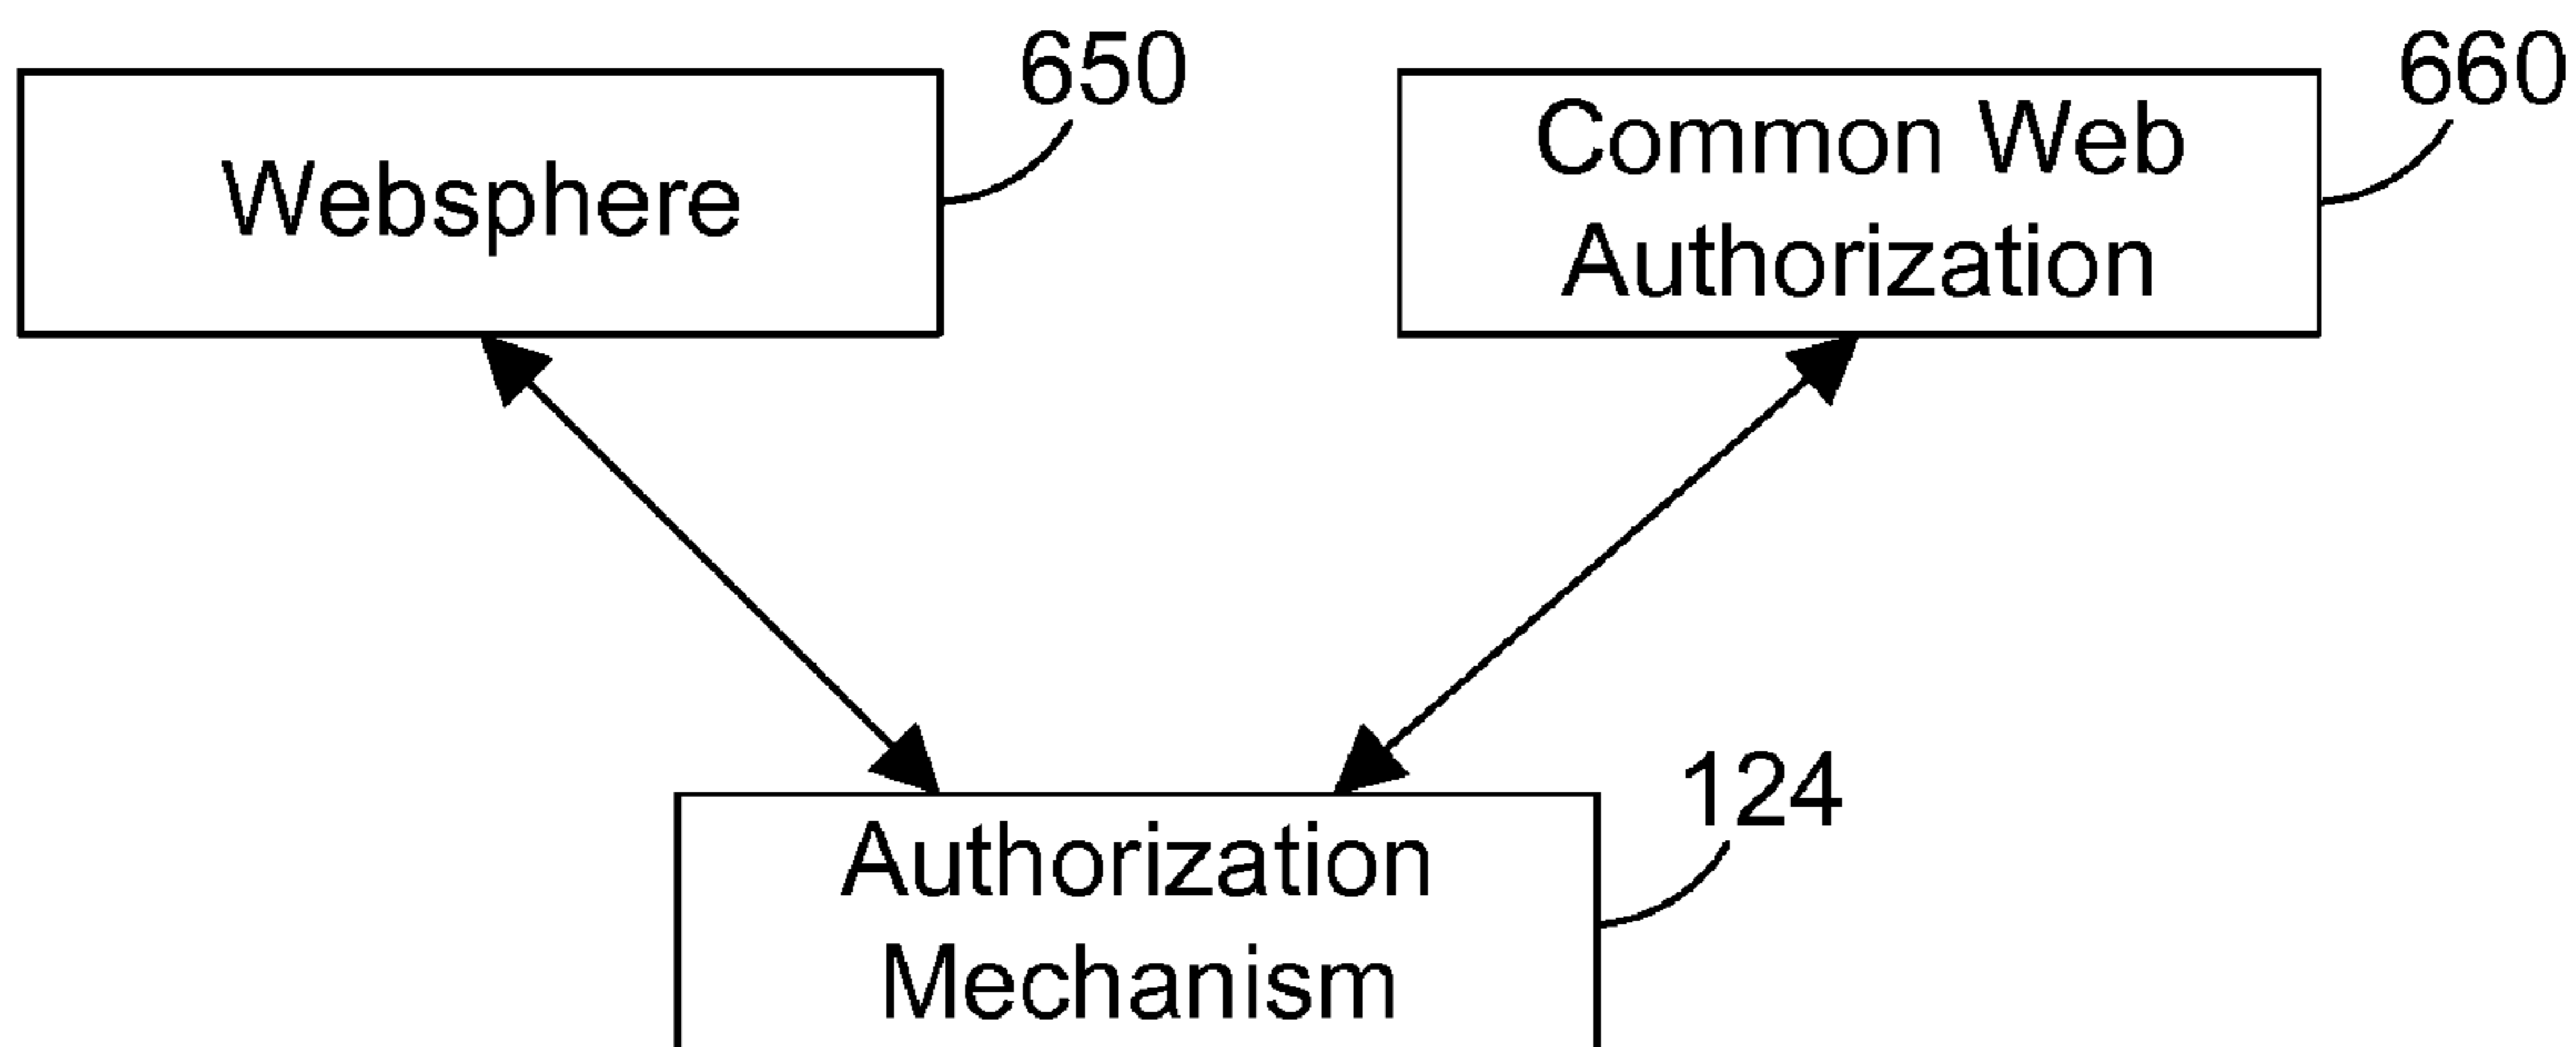 650
660
Websphere
Common Web
Authorization
124
Authorization
Mechanism